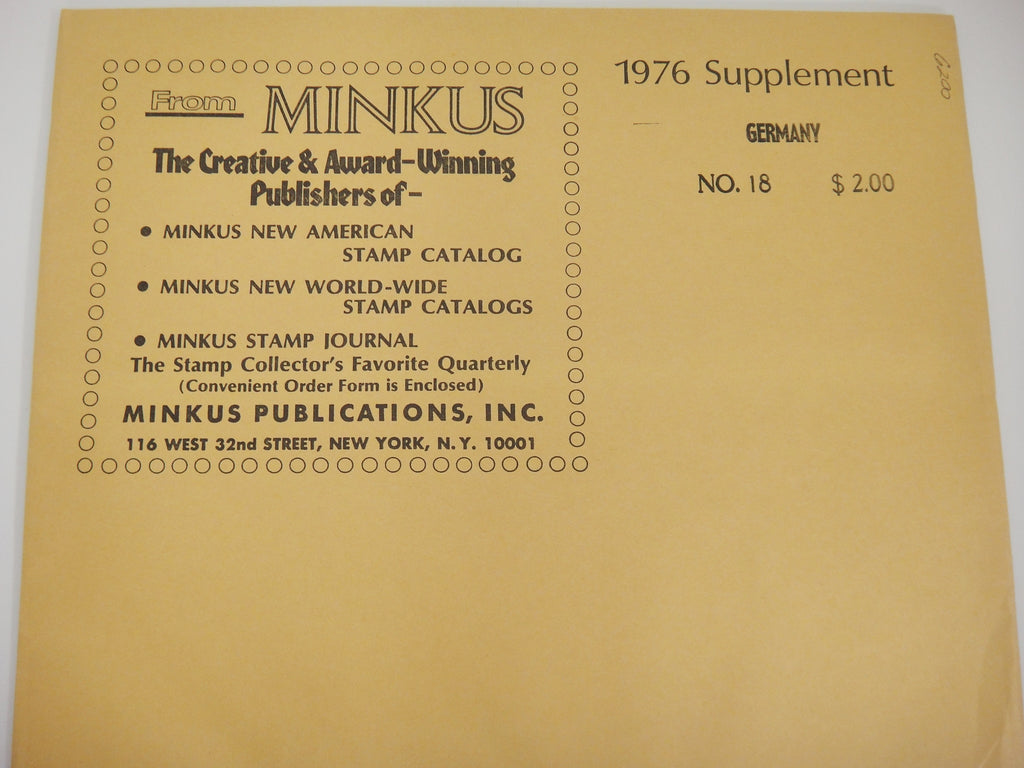 From MINKUS
The Creative & Award-Winning
Publishers of-
• MINKUS NEW AMERICAN
STAMP CATALOG
• MINKUS NEW WORLD-WIDE
STAMP CATALOGS
• MINKUS STAMP JOURNAL
The Stamp Collector's Favorite Quarterly
(Convenient Order Form is Enclosed)
MINKUS PUBLICATIONS, INC.
116 WEST 32nd STREET, NEW YORK, N.Y. 10001
1976 Supplement
GERMANY
NO. 18 $ 2.00